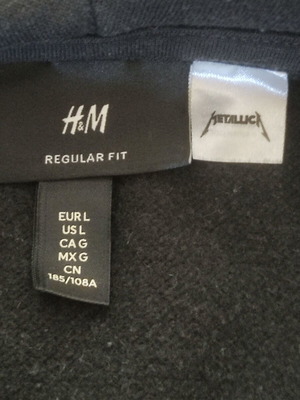 H&M
REGULAR FIT
METALLICA
EUR L
US L
CA G
MX G
CN
185/108A